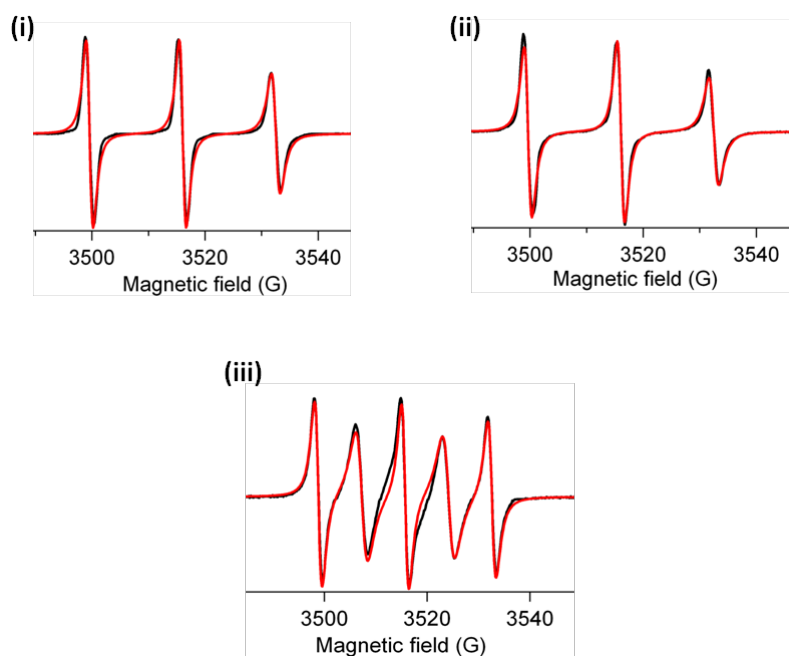 (i)
3500 3520 3540
Magnetic field (G)
(ii)
3500 3520 3540
Magnetic field (G)
(iii)
3500 3520 3540
Magnetic field (G)